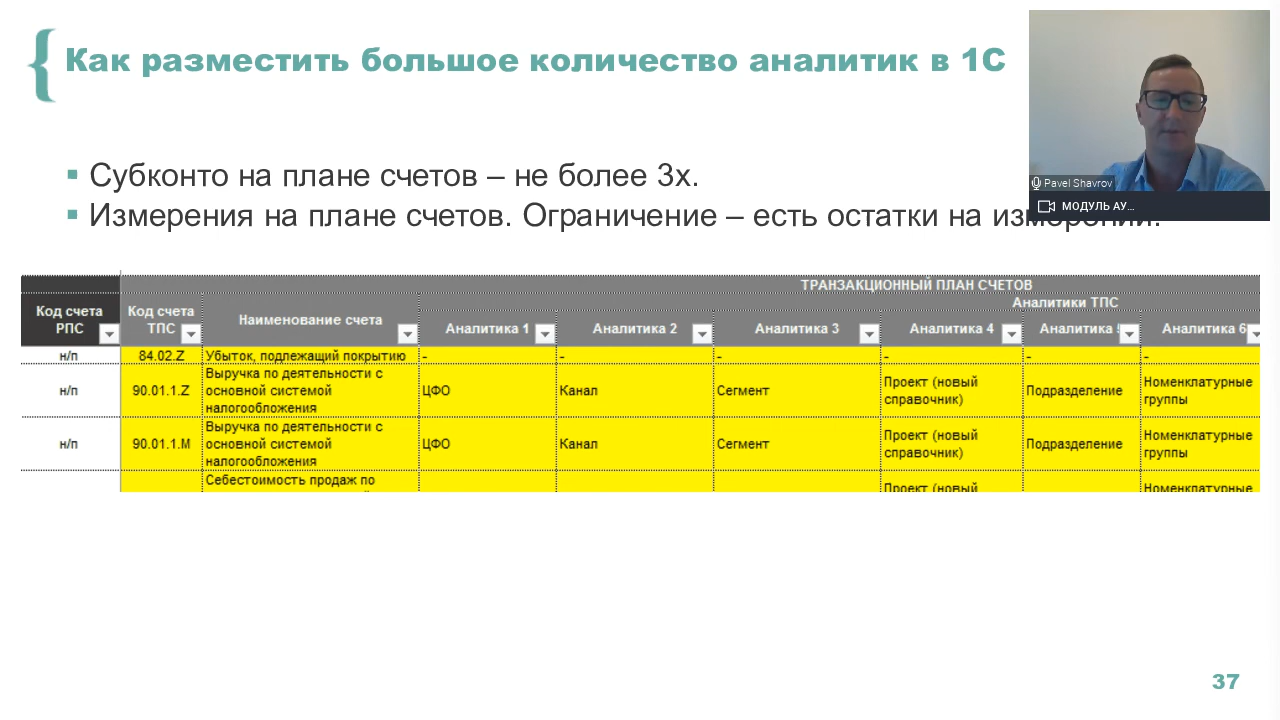 Как разместить большое количество аналитик в 1С
Pavel Shavrov
МОДУЛЬ АУ...
Субконто на плане счетов – не более 3х.
Измерения на плане счетов. Ограничение – есть остатки на измерении.
ТРАНЗАКЦИОННЫЙ ПЛАН СЧЕТОВ
Аналитики ТПС
Код счета РПС
Код счета ТПС
Наименование счета
Аналитика 1
Аналитика 2
Аналитика 3
Аналитика 4
Аналитика
Аналитика 6
н/п 84.02.Z Убыток, подлежащий покрытию - - - - - -
Выручка по деятельности с
основной системой
налогообложения
н/п 90.01.1.Z ЦФО Канал Сегмент
Проект (новый
справочник)
Подразделение
Номенклатурные
группы
Выручка по деятельности с
основной системой
налогообложения
н/п 90.01.1.M ЦФО Канал Сегмент
Проект (новый
справочник)
Подразделение
Номенклатурные
группы
Себестоимость продаж по
Проект (новый
Номенклатурные
37